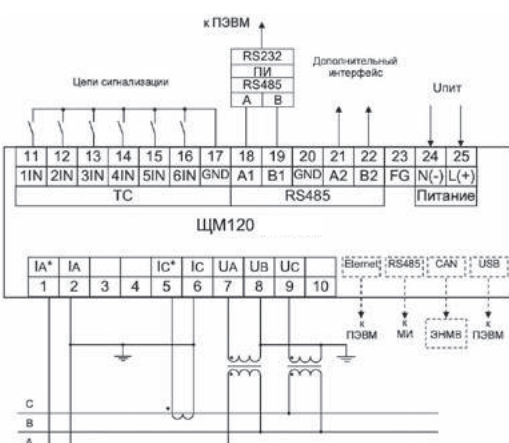 к ПЭВМ
RS232
ПИ
RS485
A B
Цепи сигнализации
Дополнительный
интерфейс
Uпит
11 12 13 14 15 16 17 18 19 20 21 22 23 24 25
1IN 2IN 3IN 4IN 5IN 6IN GND A1 B1 GND A2 B2 FG N(-) L(+)
ТС RS485 Питание
ЩМ120
IA* IA IC* IC UA UB UC
1 2 3 4 5 6 7 8 9 10
Eternet RS485 CAN USB
к
ПЭВМ
к
МИ
ЭНМВ
к
ПЭВМ
C
B
A